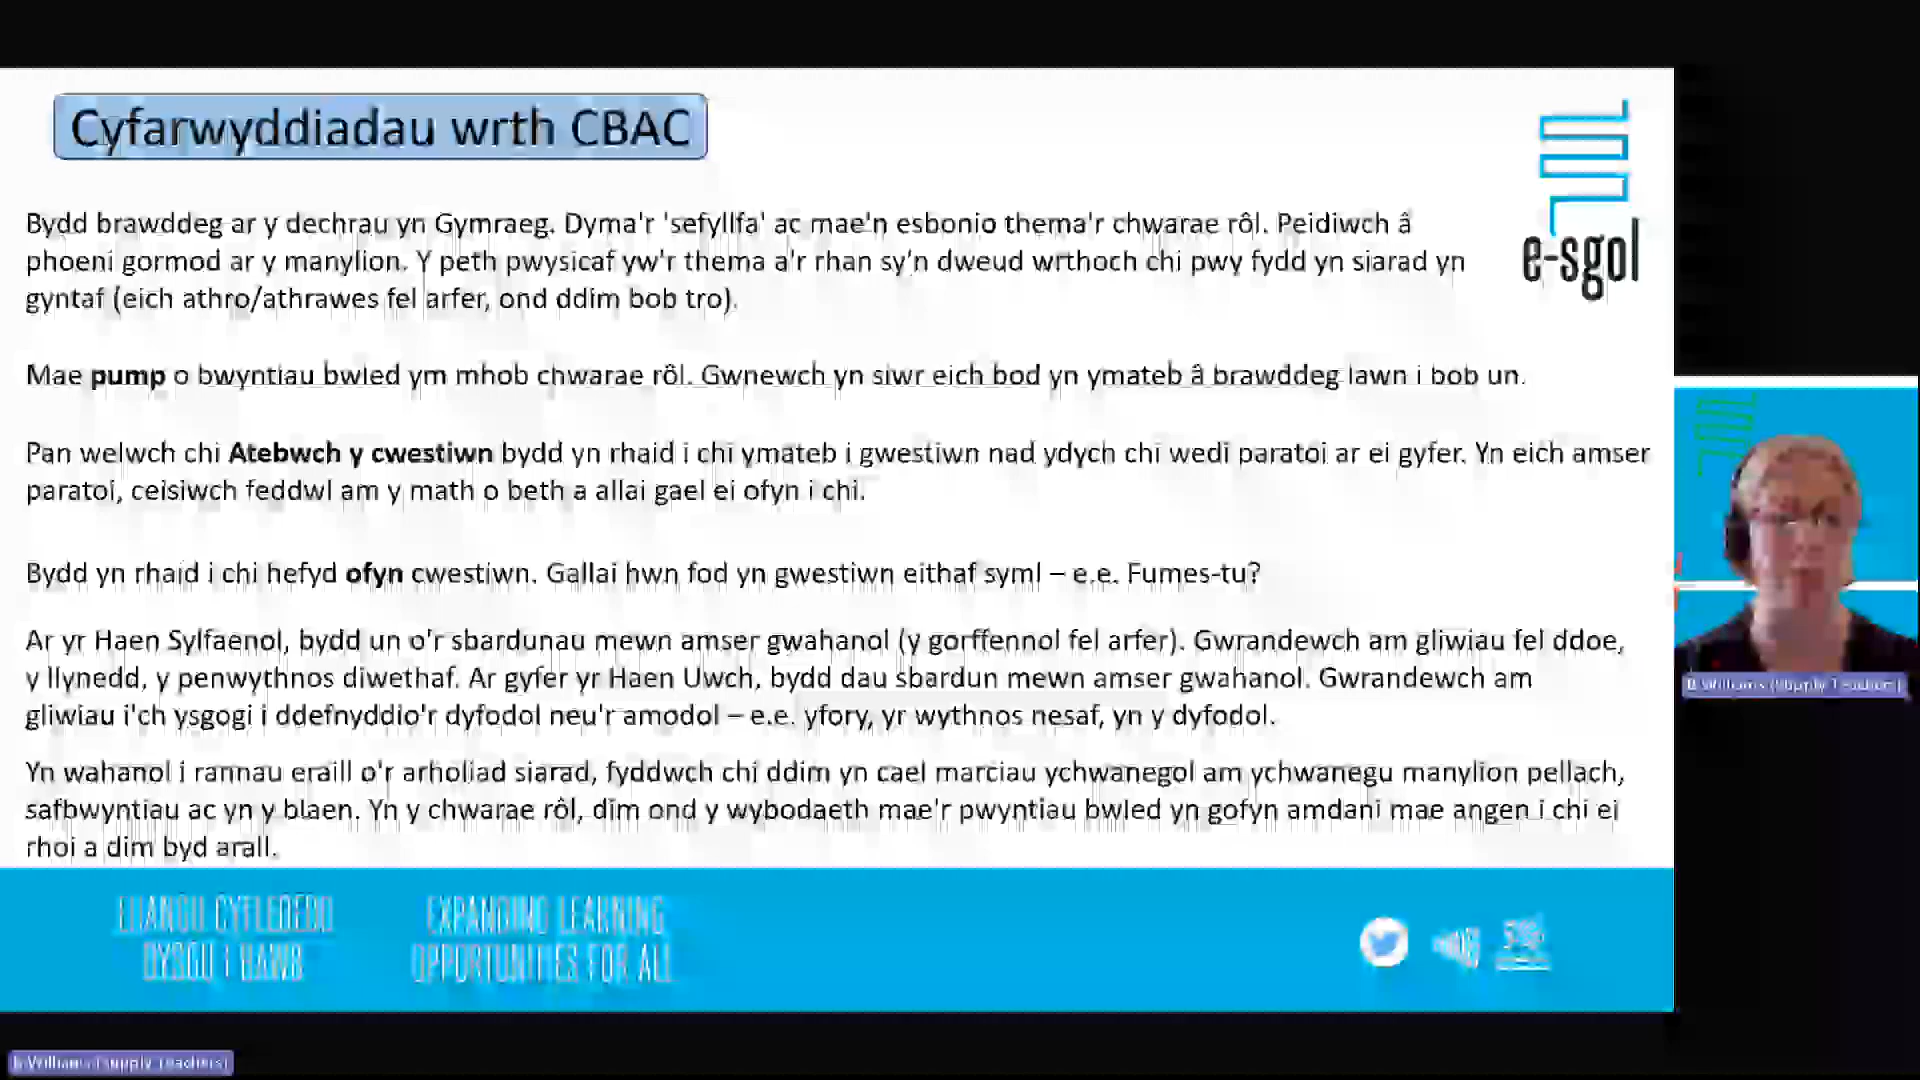 Cyfarwyddiadau wrth CBAC
e-sgol
Bydd brawddeg ar y dechrau yn Gymraeg. Dyma'r 'sefyllfa' ac mae'n esbonio thema'r chwarae rôl. Peidiwch â
phoeni gormod ar y manylion. Y peth pwysicaf yw'r thema a'r rhan sy'n dweud wrthoch chi pwy fydd yn siarad yn
gyntaf (eich athro/athrawes fel arfer, ond ddim bob tro).
Mae pump o bwyntiau bwled ym mhob chwarae rôl. Gwnewch yn siwr eich bod yn ymateb â brawddeg lawn i bob un.
Pan welwch chi Atebwch y cwestiwn bydd yn rhaid i chi ymateb i gwestiwn nad ydych chi wedi paratoi ar ei gyfer. Yn eich amser
paratoi, ceisiwch feddwl am y math o beth a allai gael ei ofyn i chi.
Bydd yn rhaid i chi hefyd ofyn cwestiwn. Gallai hwn fod yn gwestiwn eithaf syml – e.e. Fumes-tu?
Ar yr Haen Sylfaenol, bydd un o'r sbardunau mewn amser gwahanol (y gorffennol fel arfer). Gwrandewch am gliwiau fel ddoe,
y llynedd, y penwythnos diwethaf. Ar gyfer yr Haen Uwch, bydd dau sbardun mewn amser gwahanol. Gwrandewch am
gliwiau i'ch ysgogi i ddefnyddio'r dyfodol neu'r amodol – e.e. yfory, yr wythnos nesaf, yn y dyfodol.
Yn wahanol i rannau eraill o'r arholiad siarad, fyddwch chi ddim yn cael marciau ychwanegol am ychwanegu manylion pellach,
safbwyntiau ac yn y blaen. Yn y chwarae rôl, dim ond y wybodaeth mae'r pwyntiau bwled yn gofyn amdani mae angen i chi ei
rhoi a dim byd arall.
EHANGU CYFLEOEDD
DYSGU I BAWB
EXPANDING LEARNING
OPPORTUNITIES FOR ALL
B Williams (Supply Teachers)
B Williams (Supply Teachers)